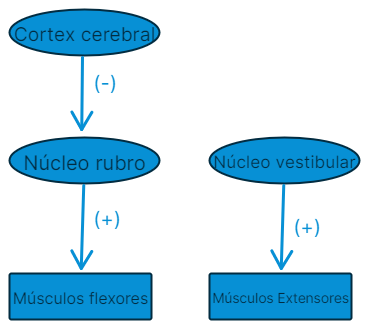 Cortex cerebral
(-)
Núcleo rubro
Núcleo vestibular
(+)
(+)
Músculos flexores
Músculos Extensores